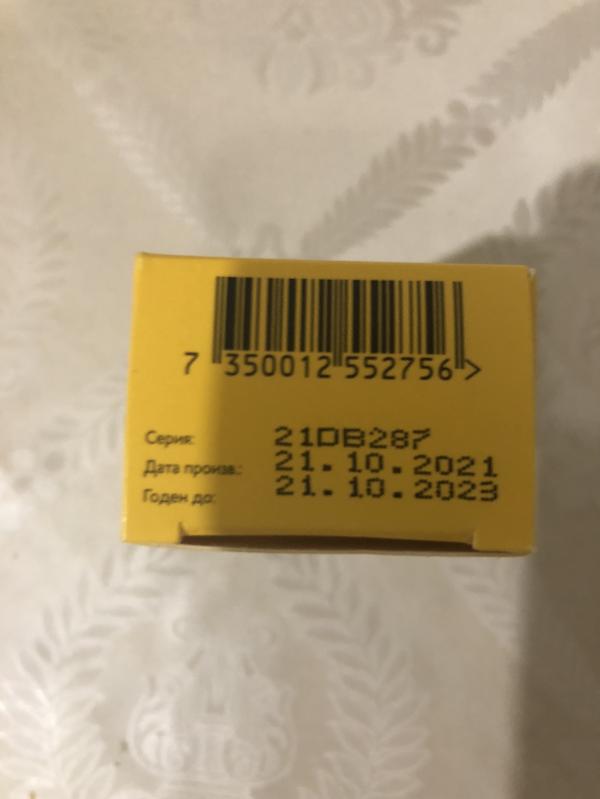 7 350012 552756 >
Серия: 21DB287
Дата произв.: 21.10.2021
Годен до: 21.10.2023